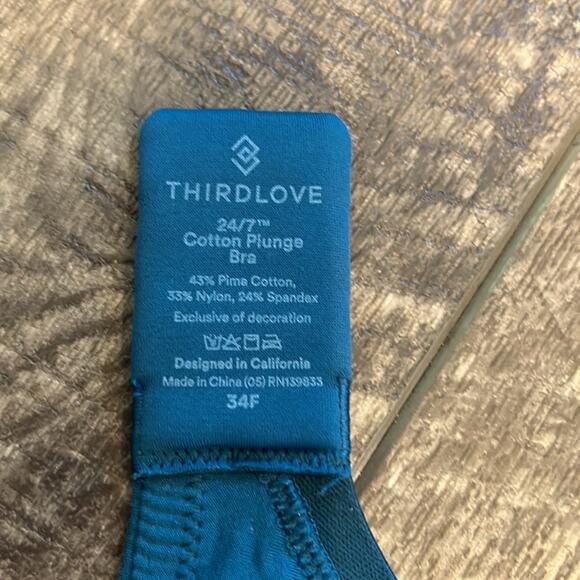 THIRDLOVE
24/7™
Cotton Plunge
Bra
43% Pima Cotton,
33% Nylon, 24% Spandex
Exclusive of decoration
Designed in California
Made in China (05) RN139833
34F